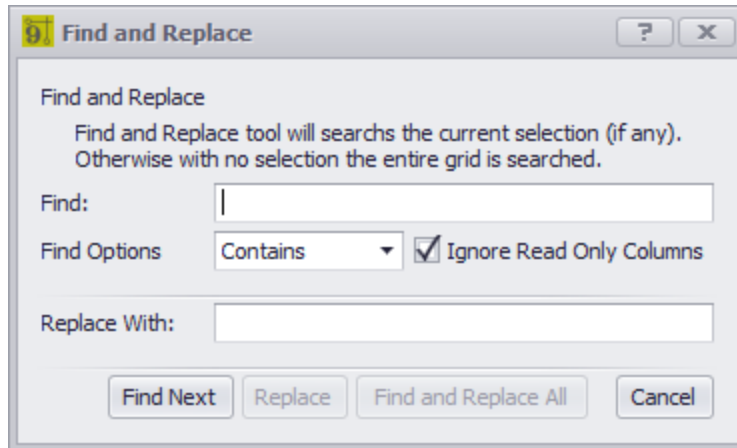 9 Find and Replace ? X
Find and Replace
Find and Replace tool will searchs the current selection (if any).
Otherwise with no selection the entire grid is searched.
Find:
Find Options Contains Ignore Read Only Columns
Replace With:
Find Next Replace Find and Replace All Cancel